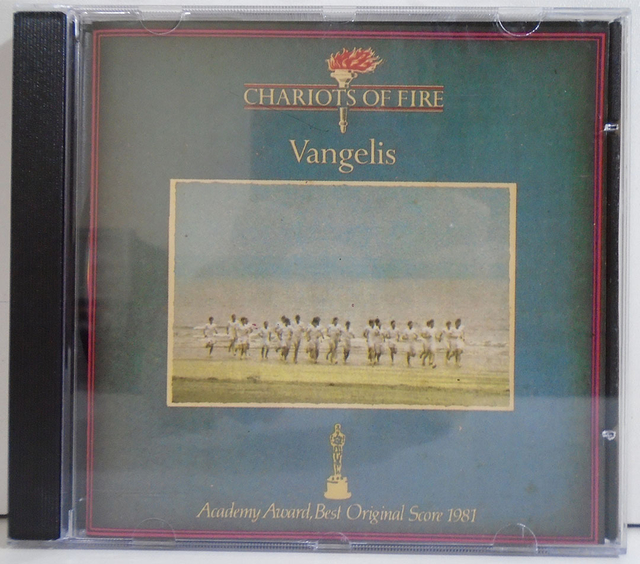 CHARIOTS OF FIRE
Vangelis
Academy Award, Best Original Score 1981